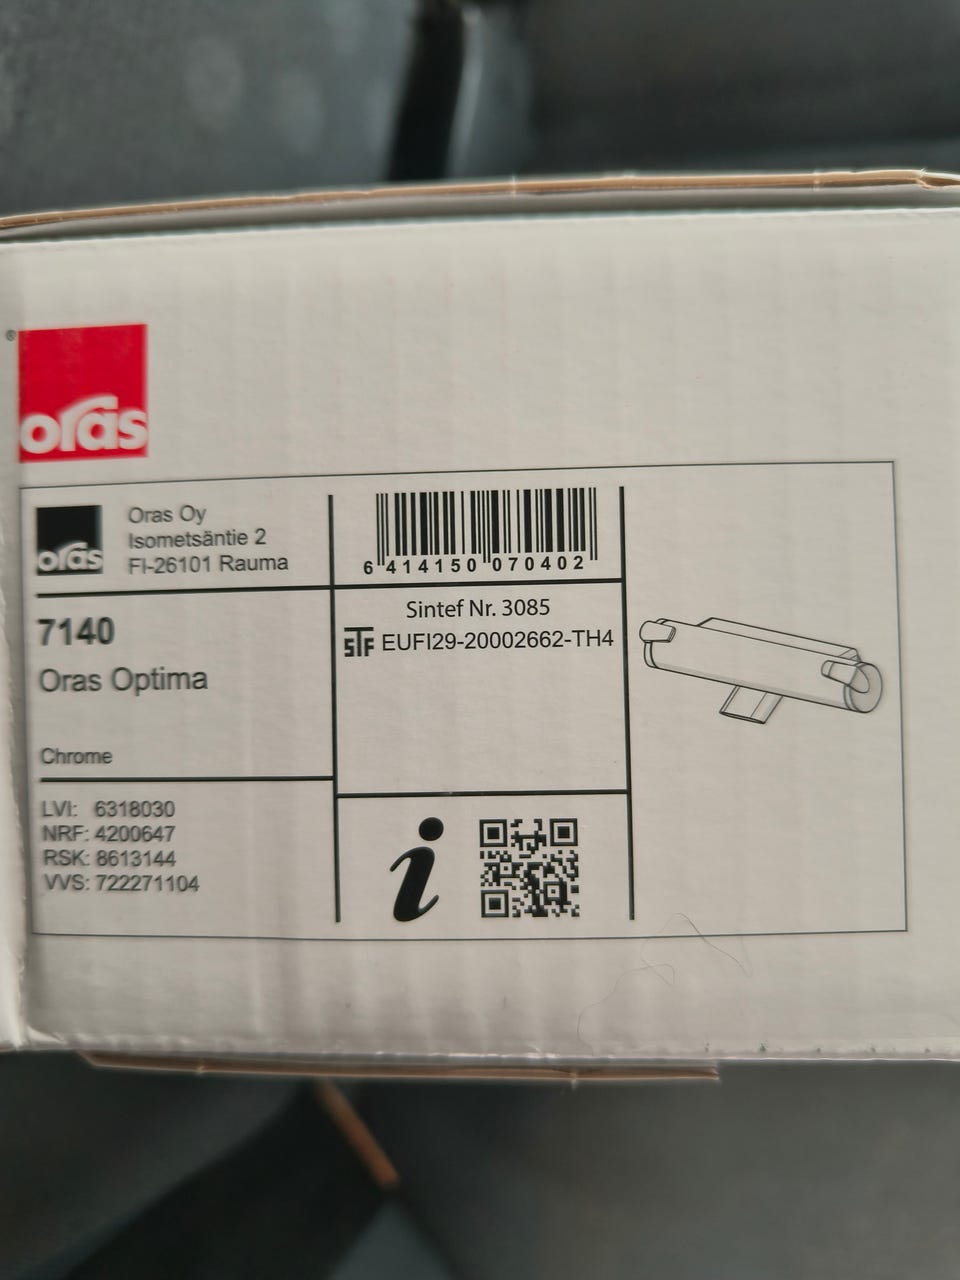 ®
oras
oras
Oras Oy
Isometsäntie 2
FI-26101 Rauma
7140
Oras Optima
Chrome
LVI: 6318030
NRF: 4200647
RSK: 8613144
VVS: 722271104
6 414150 070402
Sintef Nr. 3085
STF EUFI29-20002662-TH4
i